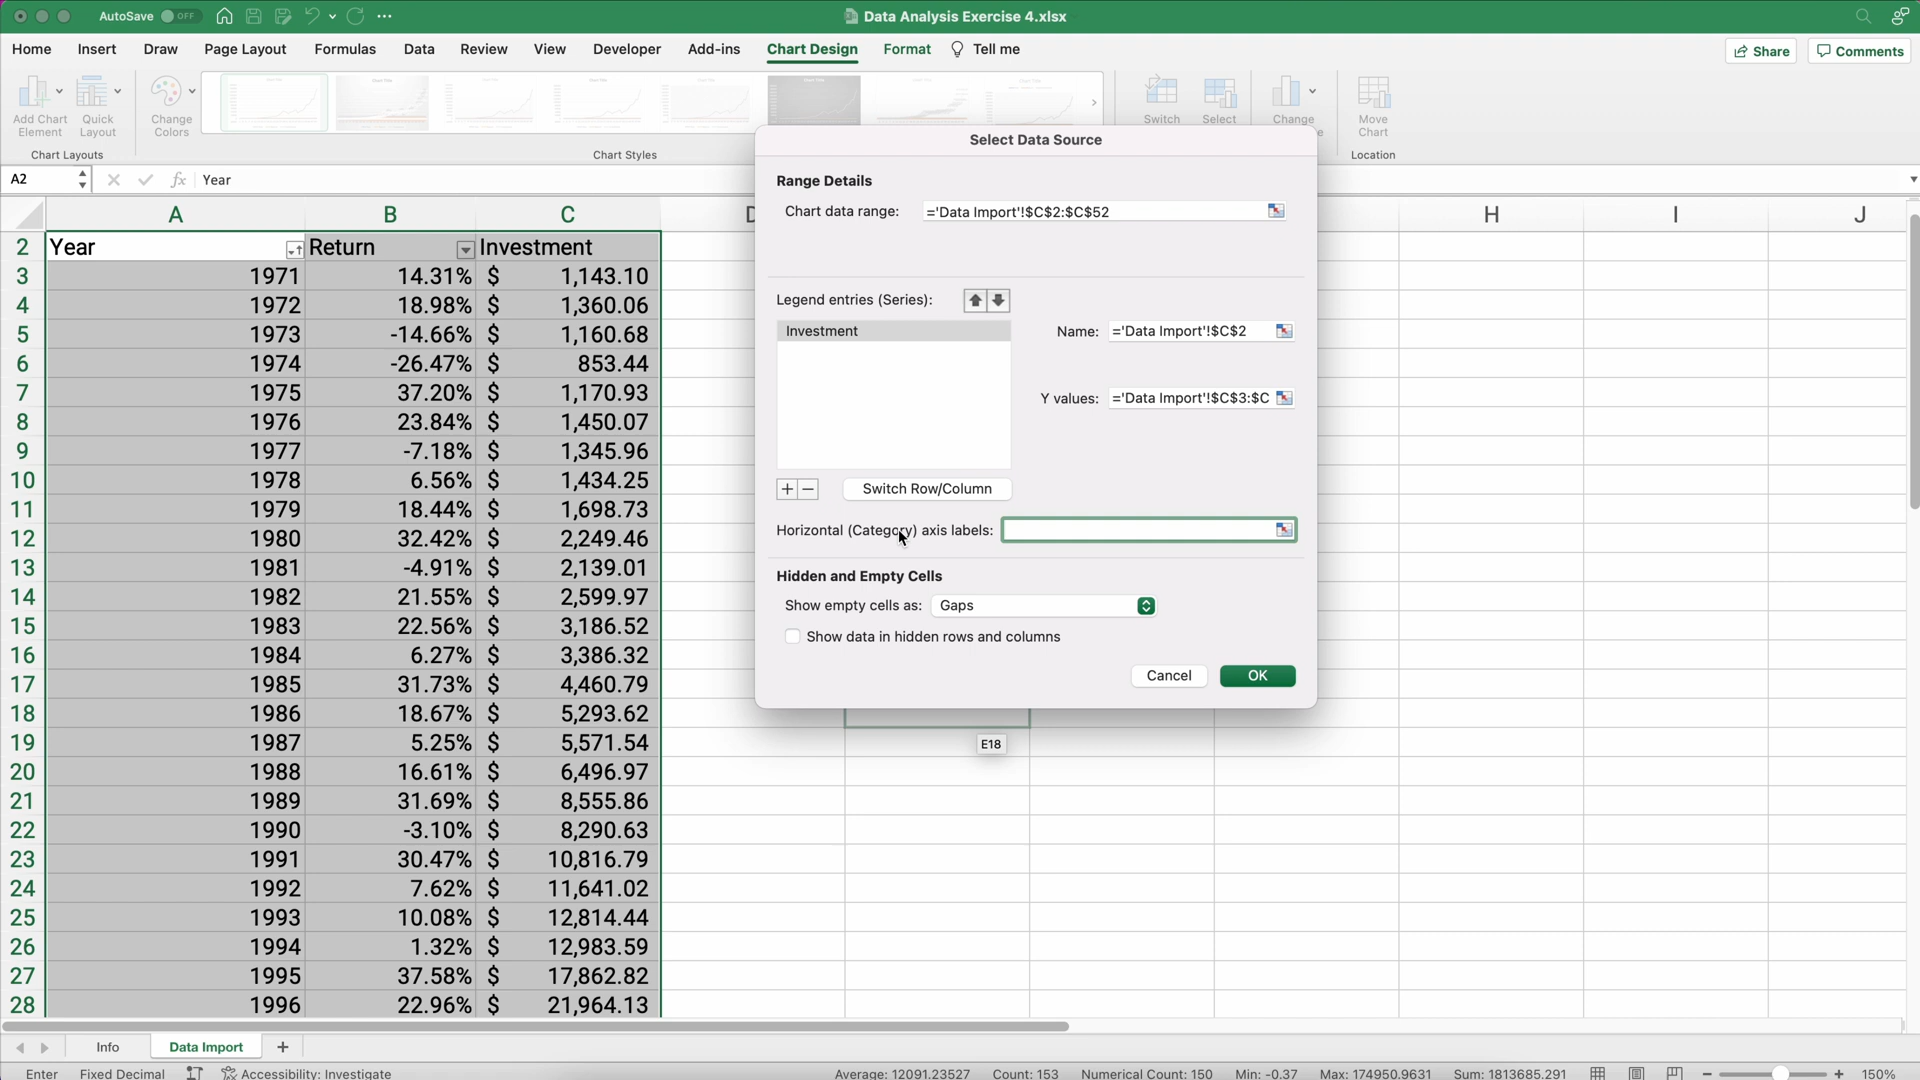 AutoSave OFF Data Analysis Exercise 4.xlsx
Home Insert Draw Page Layout Formulas Data Review View Developer Add-ins Chart Design Format Tell me Share Comments
Add Chart Element
Quick Layout
Change Colors
Switch
Select
Change
Move Chart
Chart Layouts
Chart Styles
Location
A2 fx Year
A B C H I J
2 Year Return Investment
3 1971 14.31% $ 1,143.10
4 1972 18.98% $ 1,360.06
5 1973 -14.66% $ 1,160.68
6 1974 -26.47% $ 853.44
7 1975 37.20% $ 1,170.93
8 1976 23.84% $ 1,450.07
9 1977 -7.18% $ 1,345.96
10 1978 6.56% $ 1,434.25
11 1979 18.44% $ 1,698.73
12 1980 32.42% $ 2,249.46
13 1981 -4.91% $ 2,139.01
14 1982 21.55% $ 2,599.97
15 1983 22.56% $ 3,186.52
16 1984 6.27% $ 3,386.32
17 1985 31.73% $ 4,460.79
18 1986 18.67% $ 5,293.62
19 1987 5.25% $ 5,571.54
20 1988 16.61% $ 6,496.97
21 1989 31.69% $ 8,555.86
22 1990 -3.10% $ 8,290.63
23 1991 30.47% $ 10,816.79
24 1992 7.62% $ 11,641.02
25 1993 10.08% $ 12,814.44
26 1994 1.32% $ 12,983.59
27 1995 37.58% $ 17,862.82
28 1996 22.96% $ 21,964.13
Select Data Source
Range Details
Chart data range: ='Data Import'!$C$2:$C$52
Legend entries (Series):
Investment
Name: ='Data Import'!$C$2
Y values: ='Data Import'!$C$3:$C
Switch Row/Column
Horizontal (Category) axis labels:
Hidden and Empty Cells
Show empty cells as: Gaps
Show data in hidden rows and columns
Cancel OK
E18
Info Data Import
Enter Fixed Decimal Accessibility: Investigate Average: 12091.23527 Count: 153 Numerical Count: 150 Min: -0.37 Max: 174950.9631 Sum: 1813685.291 150%